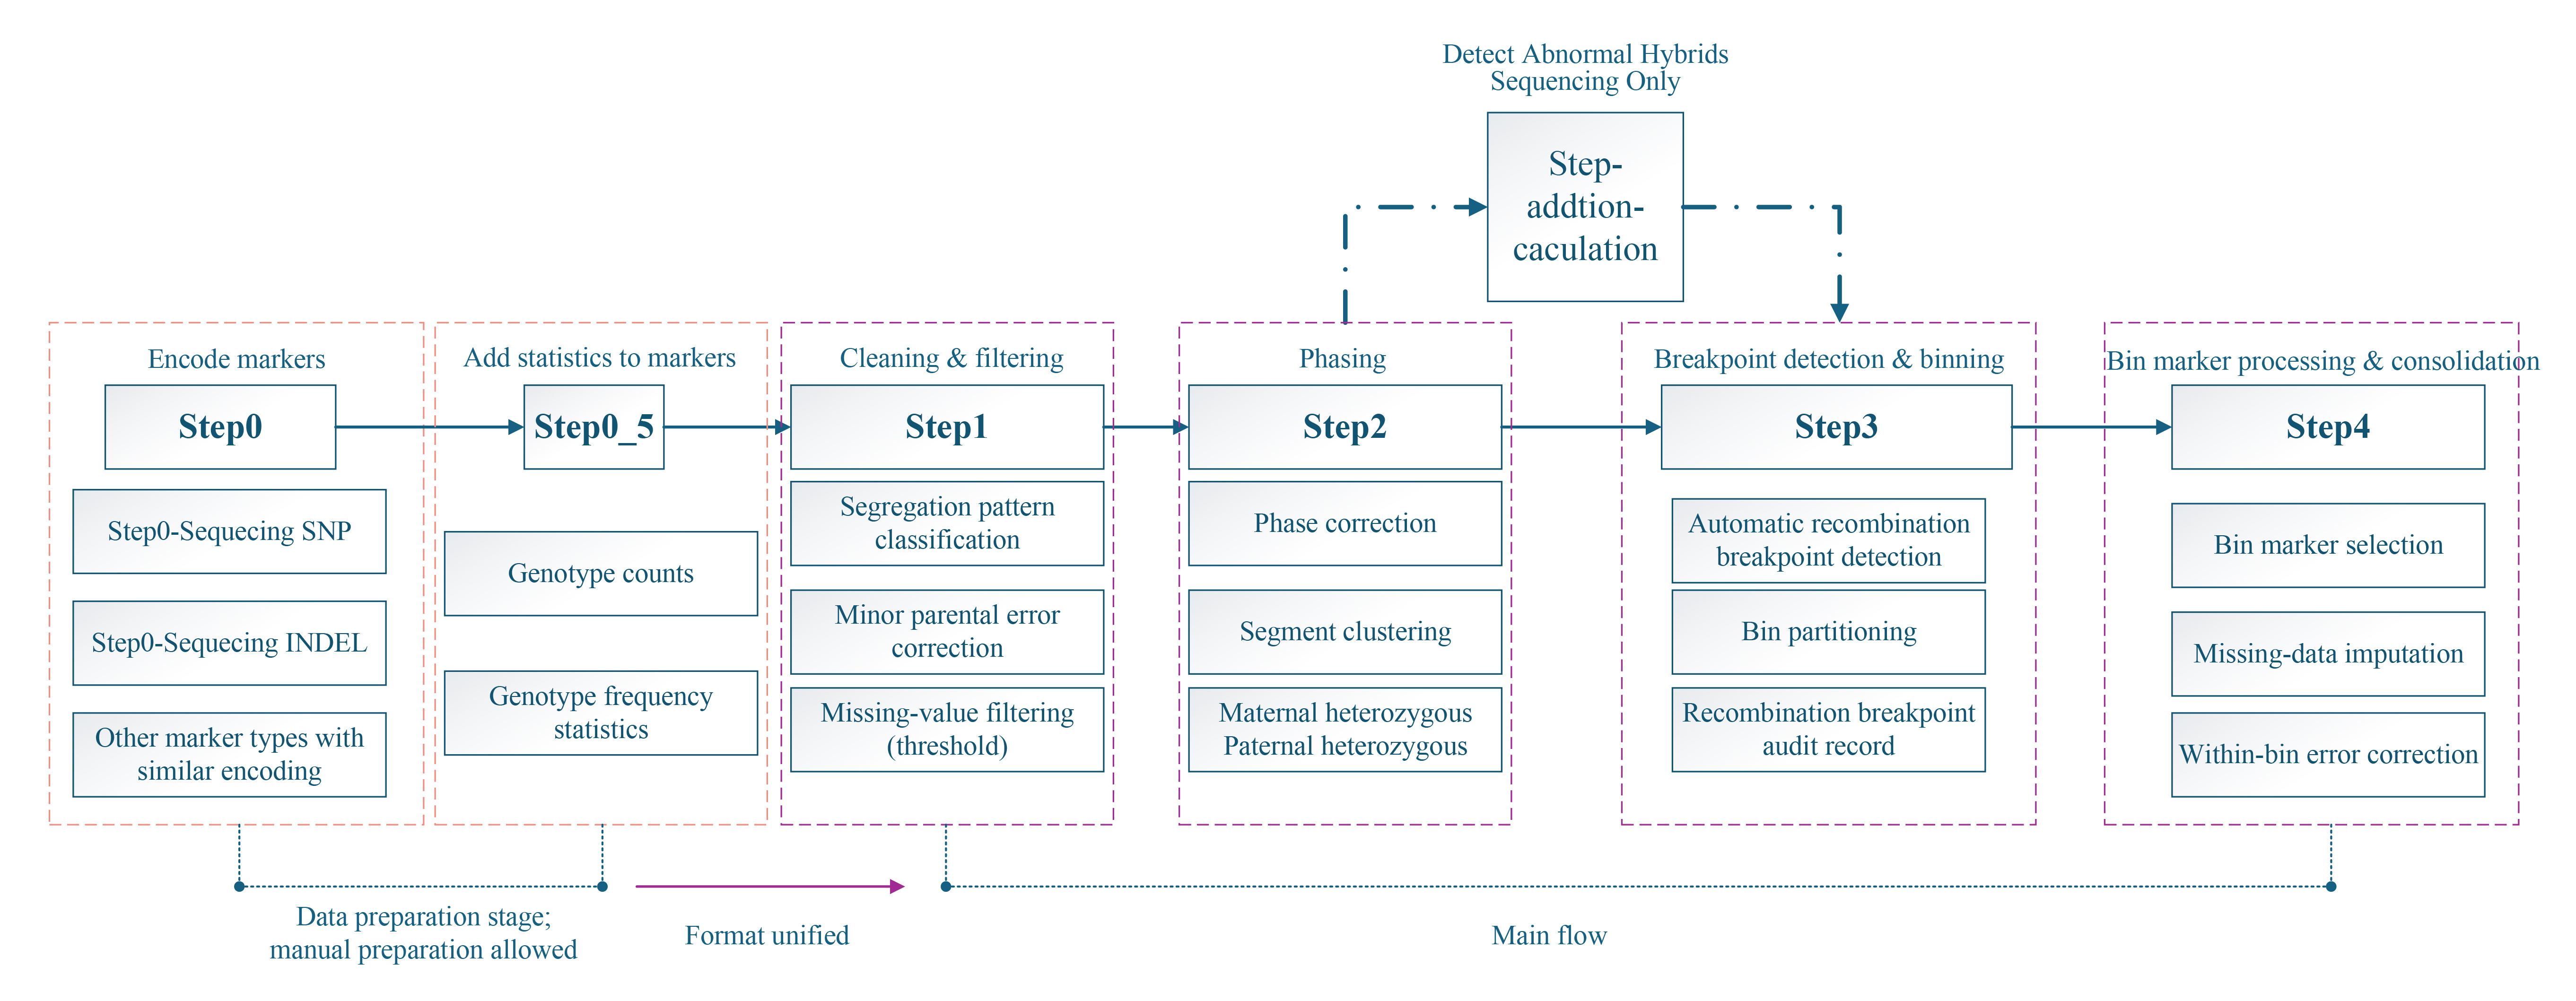 Detect Abnormal Hybrids
Sequencing Only
Step-
addtion-
caculation
Encode markers
Step0
Step0-Sequecing SNP
Step0-Sequecing INDEL
Other marker types with
similar encoding
Add statistics to markers
Step0_5
Genotype counts
Genotype frequency
statistics
Cleaning & filtering
Step1
Segregation pattern
classification
Minor parental error
correction
Missing-value filtering
(threshold)
Phasing
Step2
Phase correction
Segment clustering
Maternal heterozygous
Paternal heterozygous
Breakpoint detection & binning
Step3
Automatic recombination
breakpoint detection
Bin partitioning
Recombination breakpoint
audit record
Bin marker processing & consolidation
Step4
Bin marker selection
Missing-data imputation
Within-bin error correction
Data preparation stage;
manual preparation allowed
Format unified
Main flow